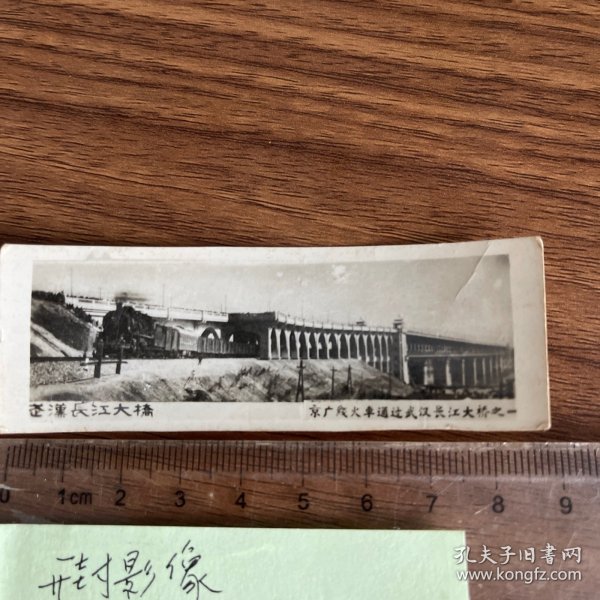 武漢長江大橋
京广线火車通过武汉長江大橋之一
0 1cm 2 3 4 5 6 7 8 9
影像
孔夫子旧书网
www.kongfz.com